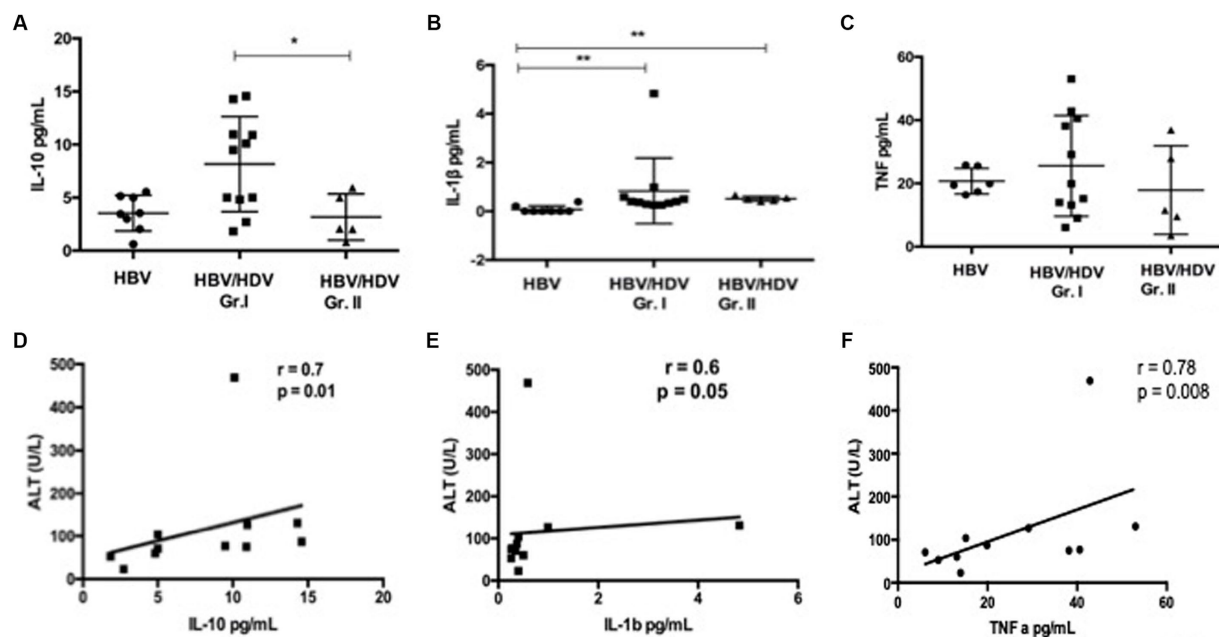 A
IL-10 pg/mL
20
15
10
5
0
*
HBV
HBV/HDV
Gr.I
HBV/HDV
Gr. II
B
IL-1β pg/mL
6
4
2
0
-2
**
**
HBV
HBV/HDV
Gr. I
HBV/HDV
Gr. II
C
TNF pg/mL
60
40
20
0
HBV
HBV/HDV
Gr. I
HBV/HDV
Gr. II
D
ALT (U/L)
500
400
300
200
100
0
r = 0.7
p = 0.01
0 5 10 15 20
IL-10 pg/mL
E
ALT (U/L)
500
400
300
200
100
0
r = 0.6
p = 0.05
0 2 4 6
IL-1b pg/mL
F
ALT (U/L)
500
400
300
200
100
0
r = 0.78
p = 0.008
0 20 40 60
TNF a pg/mL